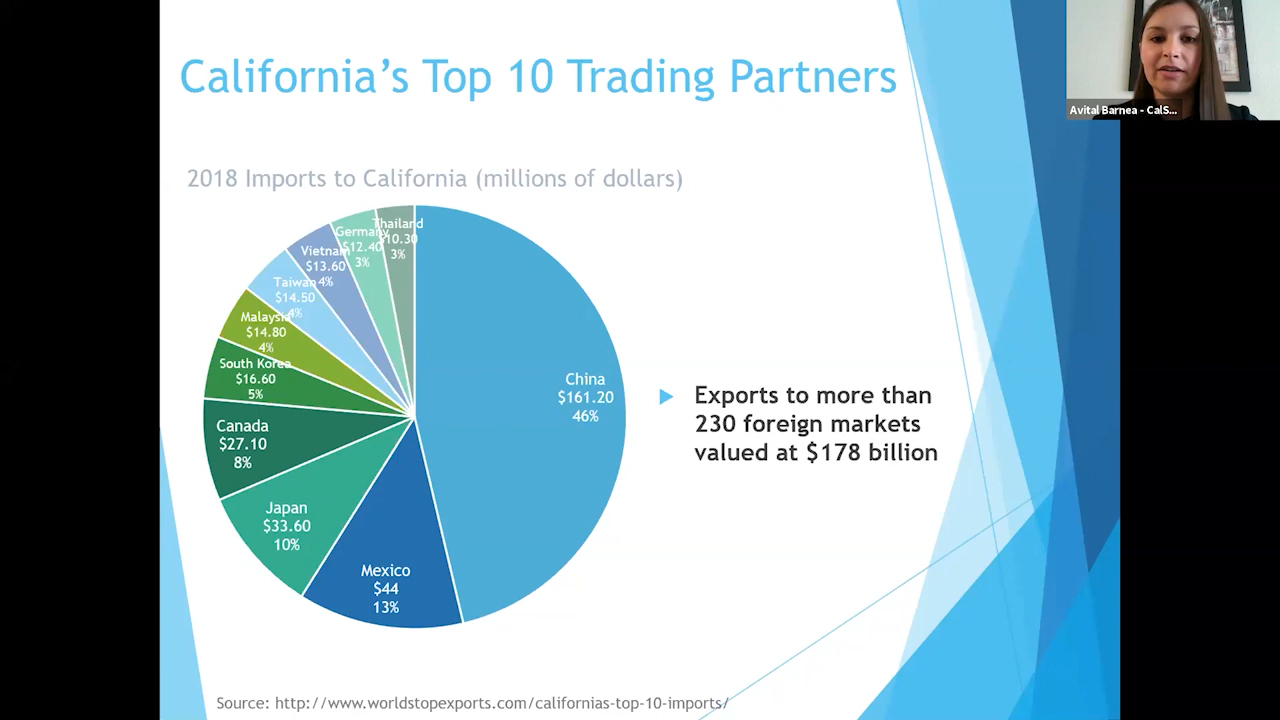 California's Top 10 Trading Partners
Avital Barnea - CalS...
2018 Imports to California (millions of dollars)
Thailand
$10.30
3%
Germany
$12.40
3%
Vietnam
$13.60
4%
Taiwan
$14.50
4%
Malaysia
$14.80
4%
South Korea
$16.60
5%
Canada
$27.10
8%
Japan
$33.60
10%
Mexico
$44
13%
China
$161.20
46%
Exports to more than
230 foreign markets
valued at $178 billion
Source: http://www.worldstopexports.com/californias-top-10-imports/